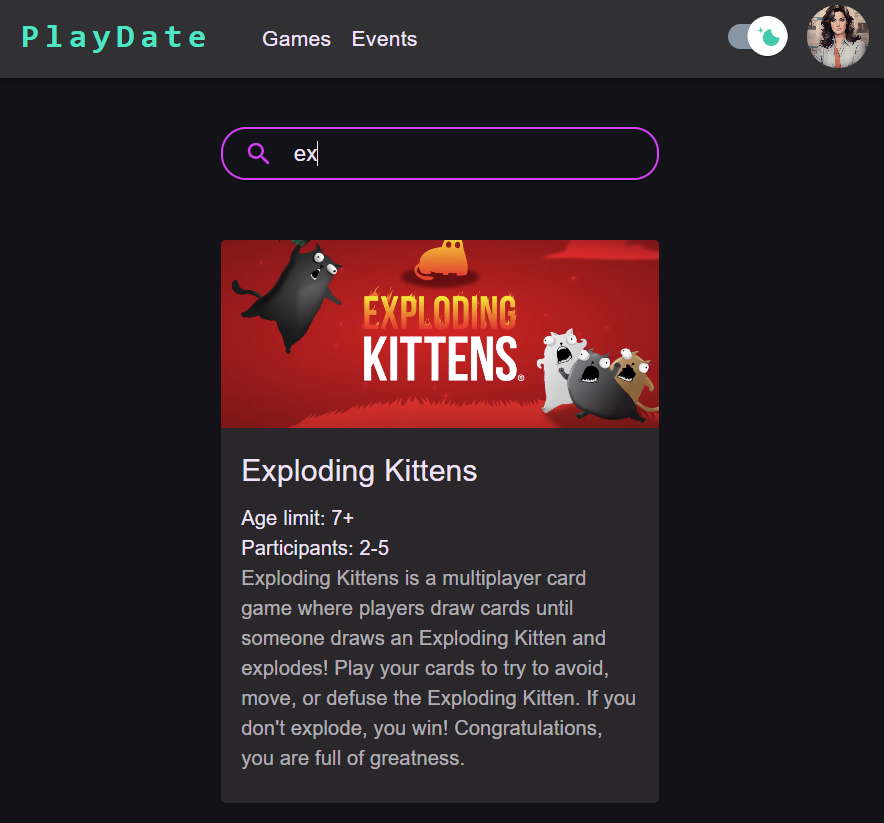 PlayDate
Games
Events
ex
EXPLODING
KITTENS®
Exploding Kittens
Age limit: 7+
Participants: 2-5
Exploding Kittens is a multiplayer card
game where players draw cards until
someone draws an Exploding Kitten and
explodes! Play your cards to try to avoid,
move, or defuse the Exploding Kitten. If you
don't explode, you win! Congratulations,
you are full of greatness.